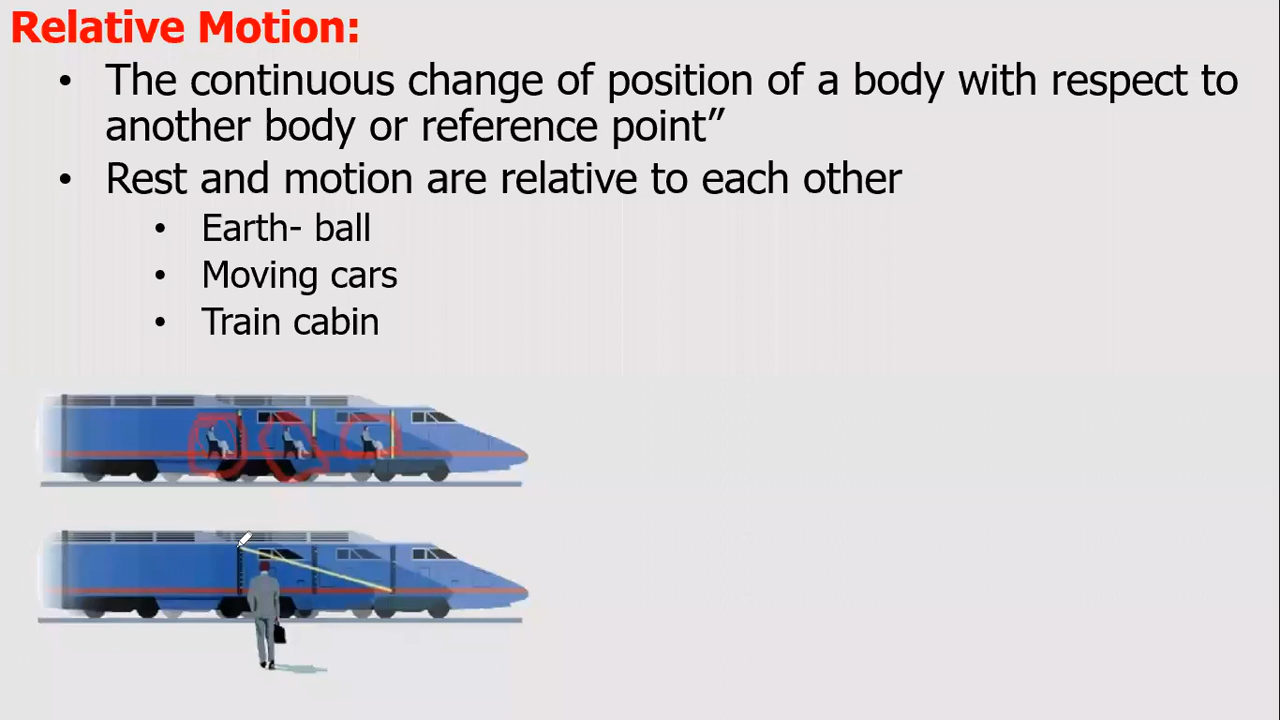 Relative Motion:
• The continuous change of position of a body with respect to
another body or reference point”
• Rest and motion are relative to each other
• Earth- ball
• Moving cars
• Train cabin